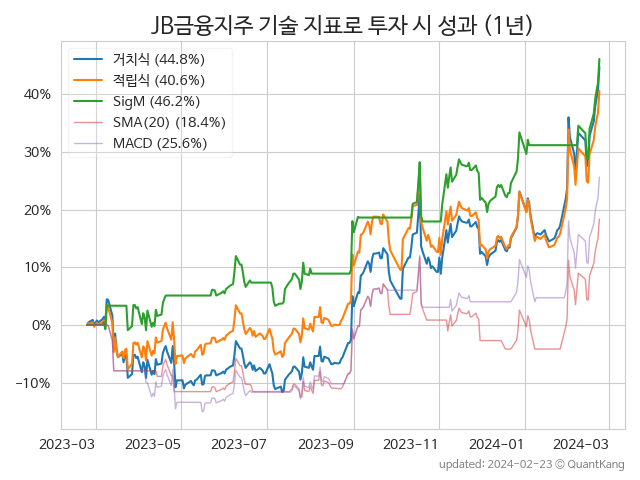 JB금융지주 기술 지표로 투자 시 성과 (1년)
거치식 (44.8%)
적립식 (40.6%)
SigM (46.2%)
SMA(20) (18.4%)
MACD (25.6%)
40%
30%
20%
10%
0%
−10%
2023-03 2023-05 2023-07 2023-09 2023-11 2024-01 2024-03
updated: 2024-02-23 © QuantKang